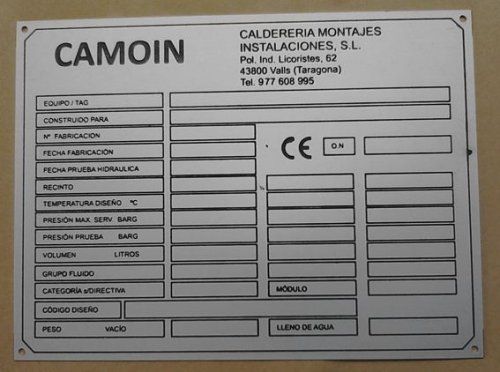 CAMOIN
CALDERERIA MONTAJES
INSTALACIONES, S.L.
Pol. Ind. Licoristes, 62
43800 Valls (Taragona)
Tel. 977 608 995
EQUIPO / TAG
CONSTRUIDO PARA
Nº FABRICACION
CE O.N
FECHA FABRICACIÓN
FECHA PRUEBA HIDRAULICA
RECINTO
TEMPERATURA DISEÑO ºC
PRESIÓN MAX. SERV BARG
PRESIÓN PRUEBA BARG
VOLUMEN LITROS
GRUPO FLUIDO
CATEGORÍA s/DIRECTIVA MÓDULO
CÓDIGO DISEÑO
PESO VACÍO LLENO DE AGUA